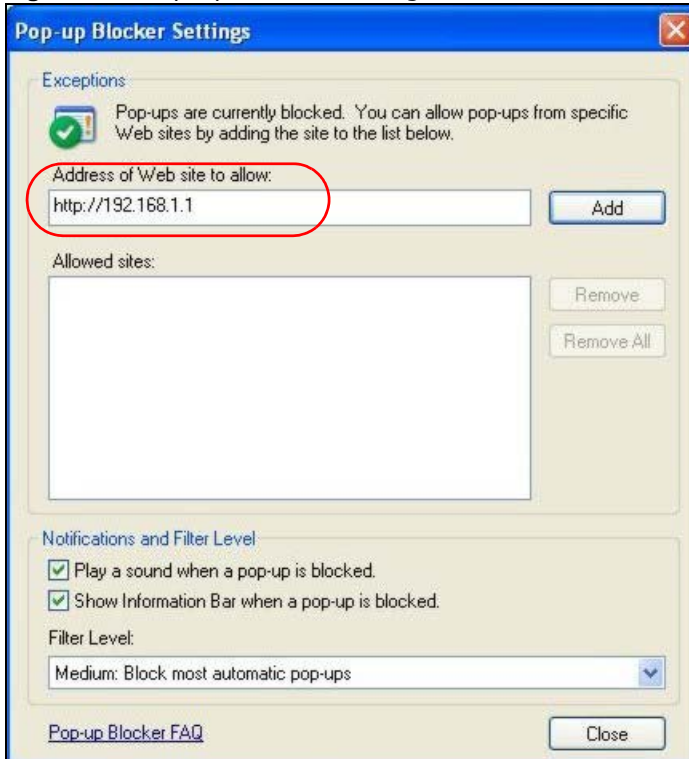 Pop-up Blocker Settings
Exceptions
Pop-ups are currently blocked. You can allow pop-ups from specific
Web sites by adding the site to the list below.
Address of Web site to allow:
http://192.168.1.1
Add
Allowed sites:
Remove
Remove All
Notifications and Filter Level
Play a sound when a pop-up is blocked.
Show Information Bar when a pop-up is blocked.
Filter Level:
Medium: Block most automatic pop-ups
Pop-up Blocker FAQ
Close